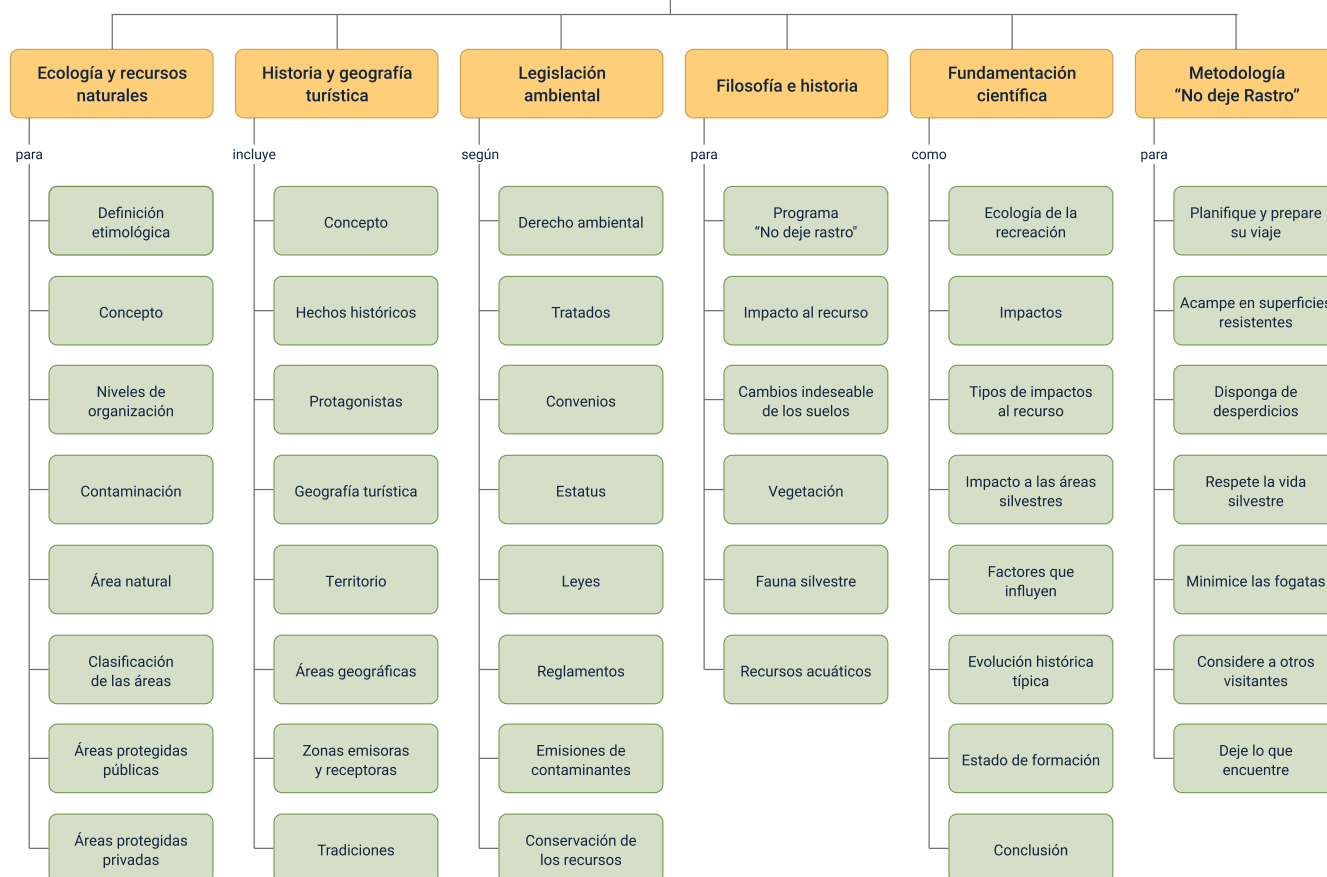 Ecología y recursos
naturales
para
Definición
etimológica
Concepto
Niveles de
organización
Contaminación
Área natural
Clasificación
de las áreas
Áreas protegidas
públicas
Áreas protegidas
privadas
Historia y geografía
turística
incluye
Concepto
Hechos históricos
Protagonistas
Geografía turística
Territorio
Áreas geográficas
Zonas emisoras
y receptoras
Tradiciones
Legislación
ambiental
según
Derecho ambiental
Tratados
Convenios
Estatus
Leyes
Reglamentos
Emisiones de
contaminantes
Conservación de
los recursos
Filosofía e historia
para
Programa
“No deje rastro"
Impacto al recurso
Cambios indeseable
de los suelos
Vegetación
Fauna silvestre
Recursos acuáticos
Fundamentación
científica
como
Ecología de la
recreación
Impactos
Tipos de impactos
al recurso
Impacto a las áreas
silvestres
Factores que
influyen
Evolución histórica
típica
Estado de formación
Conclusión
Metodología
“No deje Rastro”
para
Planifique y prepare
su viaje
Acampe en superficies
resistentes
Disponga de
desperdicios
Respete la vida
silvestre
Minimice las fogatas
Considere a otros
visitantes
Deje lo que
encuentre